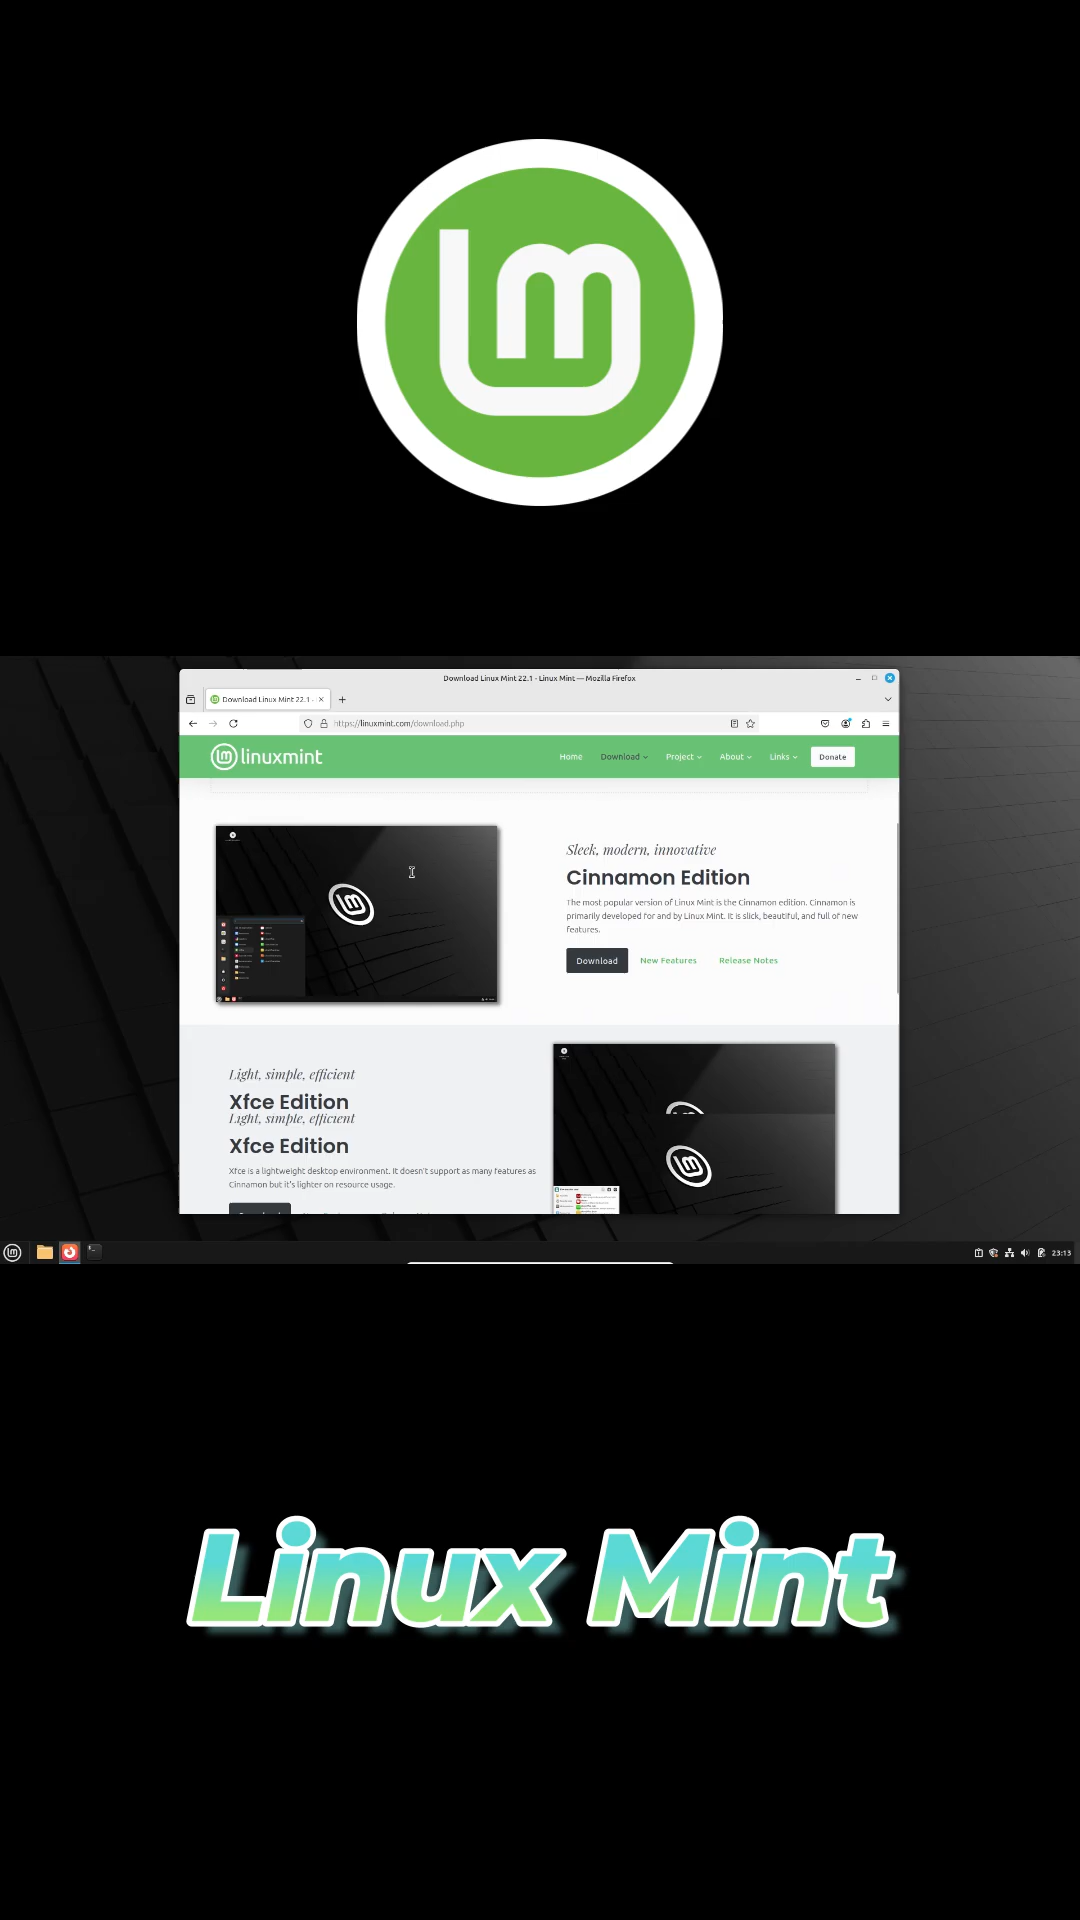 Download Linux Mint 22.1 - Linux Mint — Mozilla Firefox
Download Linux Mint 22.1 -
https://linuxmint.com/download.php
linuxmint
Home
Download
Project
About
Links
Donate
Sleek, modern, innovative
Cinnamon Edition
The most popular version of Linux Mint is the Cinnamon edition. Cinnamon is
primarily developed for and by Linux Mint. It is slick, beautiful, and full of new
features.
Download
New Features
Release Notes
Light, simple, efficient
Xfce Edition
Light, simple, efficient
Xfce Edition
Xfce is a lightweight desktop environment. It doesn't support as many features as
Cinnamon but it's lighter on resource usage.
23:13
Linux Mint